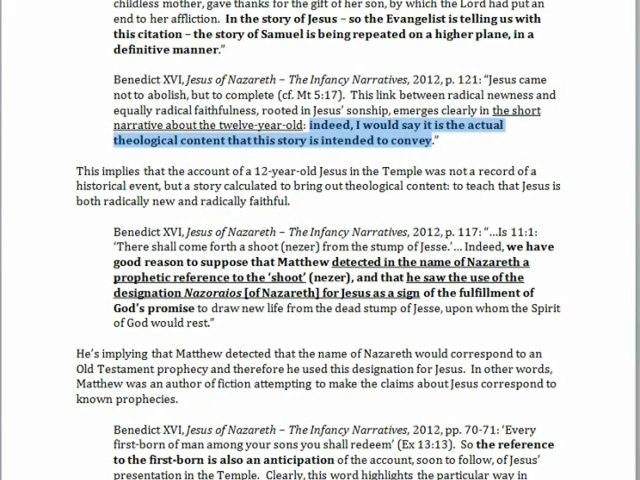 childless mother, gave thanks for the gift of her son, by which the Lord had put an
end to her affliction. In the story of Jesus – so the Evangelist is telling us with
this citation – the story of Samuel is being repeated on a higher plane, in a
definitive manner."
Benedict XVI, Jesus of Nazareth – The Infancy Narratives, 2012, p. 121: "Jesus came
not to abolish, but to complete (cf. Mt 5:17). This link between radical newness and
equally radical faithfulness, rooted in Jesus' sonship, emerges clearly in the short
narrative about the twelve-year-old: indeed, I would say it is the actual
theological content that this story is intended to convey."
This implies that the account of a 12-year-old Jesus in the Temple was not a record of a
historical event, but a story calculated to bring out theological content: to teach that Jesus is
both radically new and radically faithful.
Benedict XVI, Jesus of Nazareth – The Infancy Narratives, 2012, p. 117: "…Is 11:1:
'There shall come forth a shoot (nezer) from the stump of Jesse.'… Indeed, we have
good reason to suppose that Matthew detected in the name of Nazareth a
prophetic reference to the 'shoot' (nezer), and that he saw the use of the
designation Nazoraios [of Nazareth] for Jesus as a sign of the fulfillment of
God's promise to draw new life from the dead stump of Jesse, upon whom the Spirit
of God would rest."
He's implying that Matthew detected that the name of Nazareth would correspond to an
Old Testament prophecy and therefore he used this designation for Jesus. In other words,
Matthew was an author of fiction attempting to make the claims about Jesus correspond to
known prophecies.
Benedict XVI, Jesus of Nazareth – The Infancy Narratives, 2012, pp. 70-71: 'Every
first-born of man among your sons you shall redeem' (Ex 13:13). So the reference
to the first-born is also an anticipation of the account, soon to follow, of Jesus'
presentation in the Temple. Clearly, this word highlights the particular way in